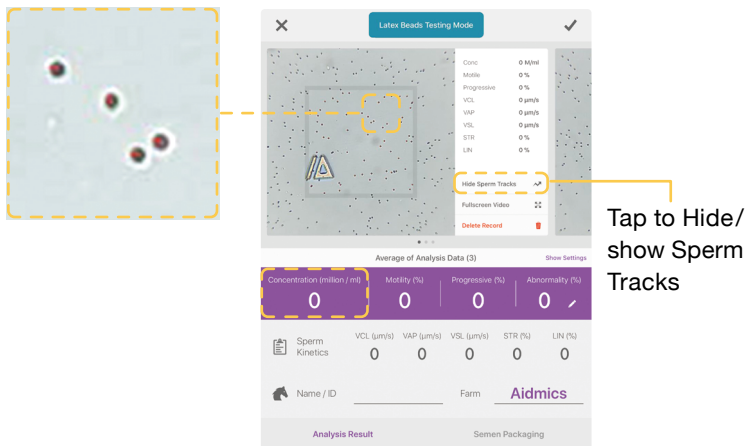 Latex Beads Testing Mode
Conc 0 M/ml
Motile 0 %
Progressive 0 %
VCL 0 μm/s
VAP 0 μm/s
VSL 0 μm/s
STR 0 %
LIN 0 %
Hide Sperm Tracks
Fullscreen Video
Delete Record
Tap to Hide/
show Sperm
Tracks
Average of Analysis Data (3) Show Settings
Concentration (million / ml) Motility (%) Progressive (%) Abnormality (%)
0 0 0 0
Sperm
Kinetics
VCL (μm/s) VAP (μm/s) VSL (μm/s) STR (%) LIN (%)
0 0 0 0 0
Name / ID Farm Aidmics
Analysis Result Semen Packaging